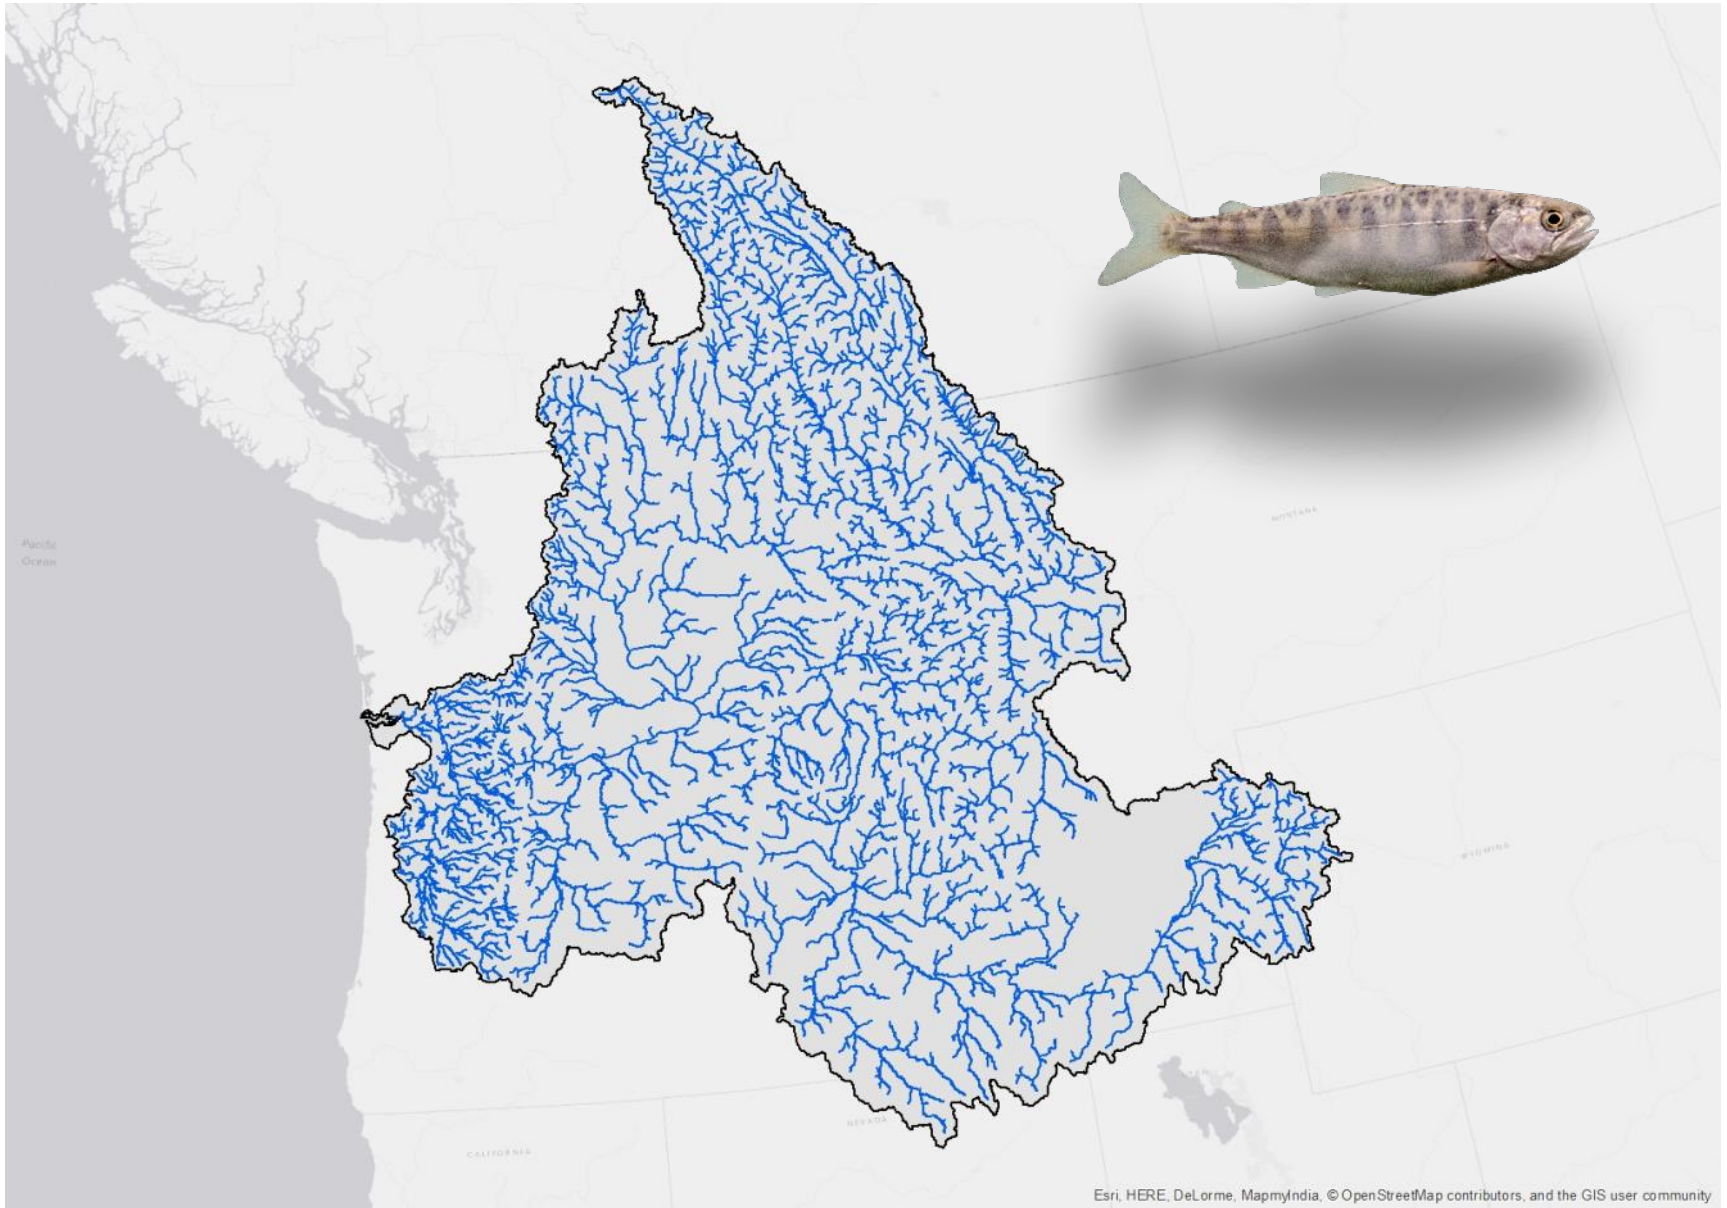 Pacific
Ocean
MONTANA
WYOMING
NEVADA
CALIFORNIA
Esri, HERE, DeLorme, MapmyIndia, © OpenStreetMap contributors, and the GIS user community